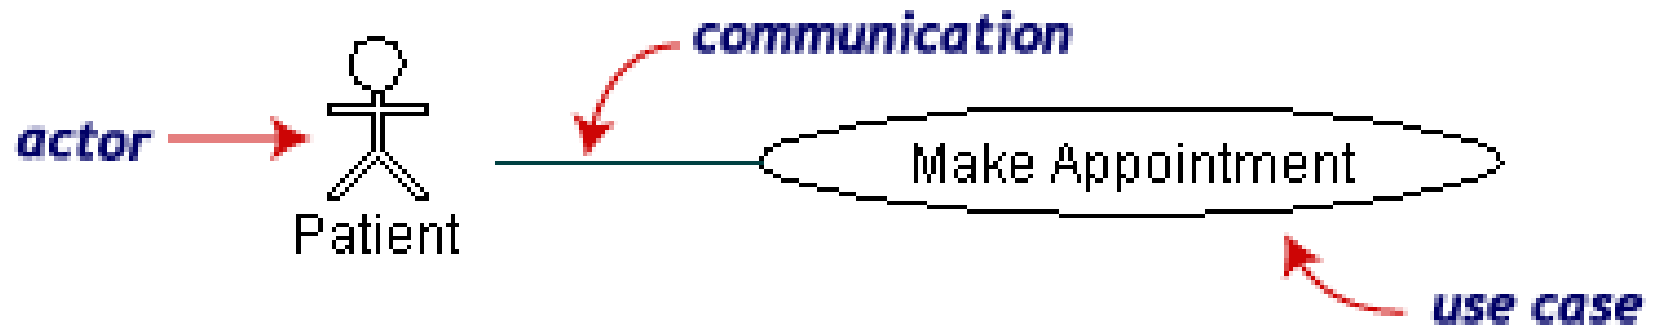 communication
actor
Make Appointment
Patient
use case